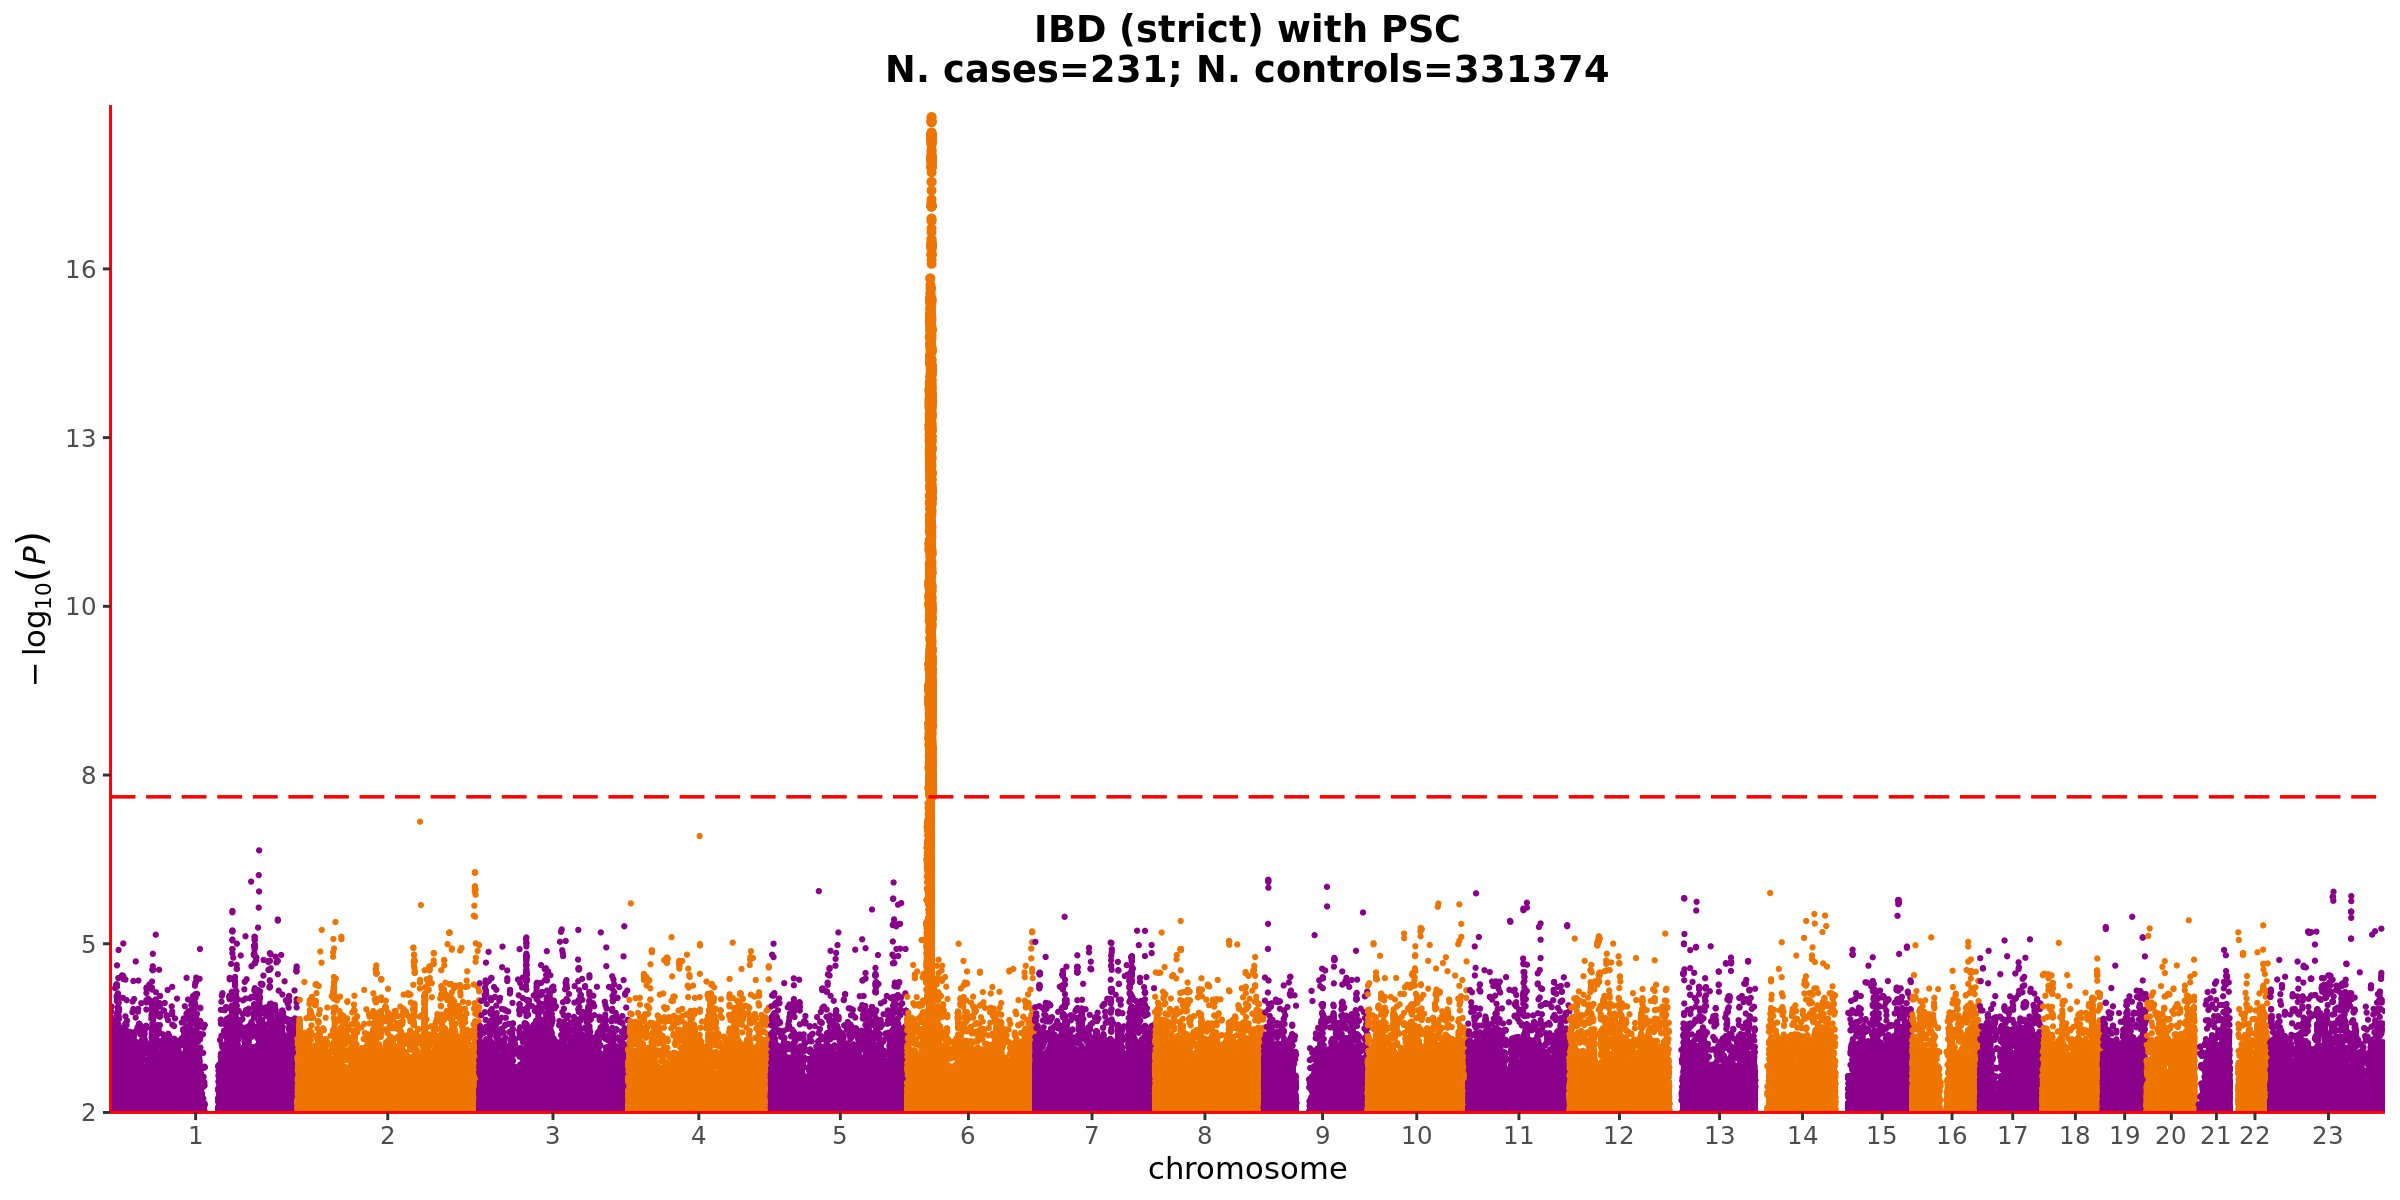 IBD (strict) with PSC
N. cases=231; N. controls=331374
16
13
10
8
5
2
−log10(P)
1 2 3 4 5 6 7 8 9 10 11 12 13 14 15 16 17 18 19 20 21 22 23
chromosome